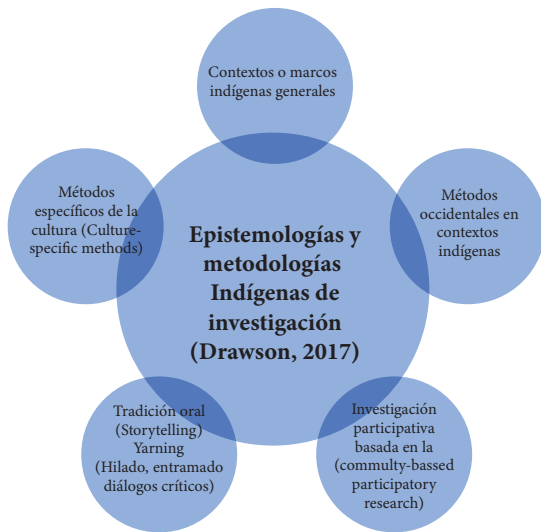 Contextos o marcos
indígenas generales
Métodos
específicos de la
cultura (Culture-
specific methods)
Epistemologías y
metodologías
Indígenas de
investigación
(Drawson, 2017)
Métodos
occidentales en
contextos
indígenas
Tradición oral
(Storytelling)
Yarning
(Hilado, entramado
diálogos críticos)
Investigación
participativa
basada en la
(commulty-bassed
participatory
research)